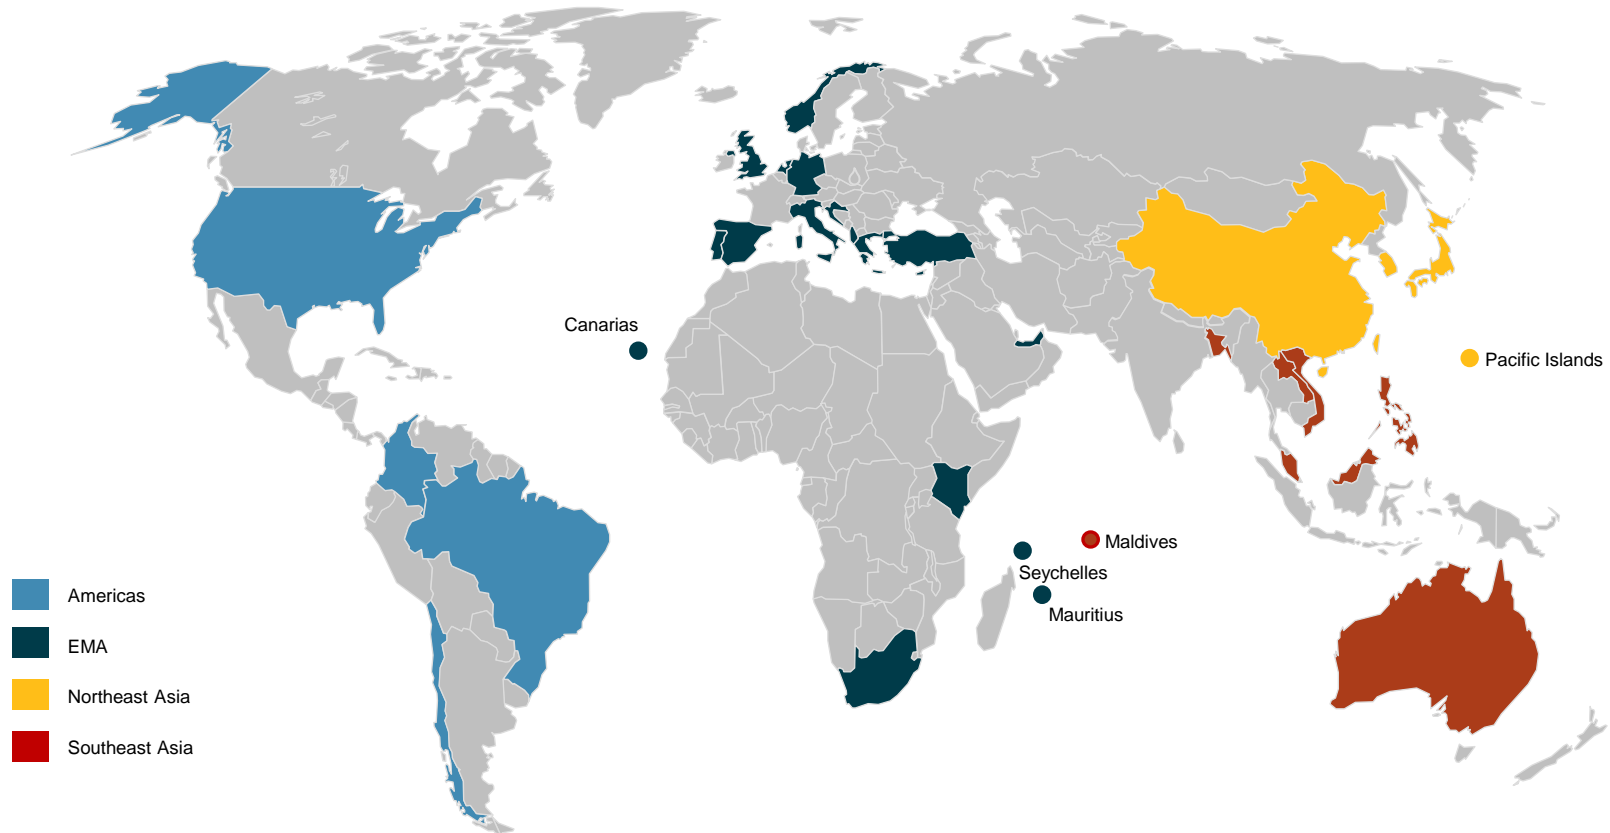 Canarias
Pacific Islands
Maldives
Seychelles
Mauritius
Americas
EMA
Northeast Asia
Southeast Asia